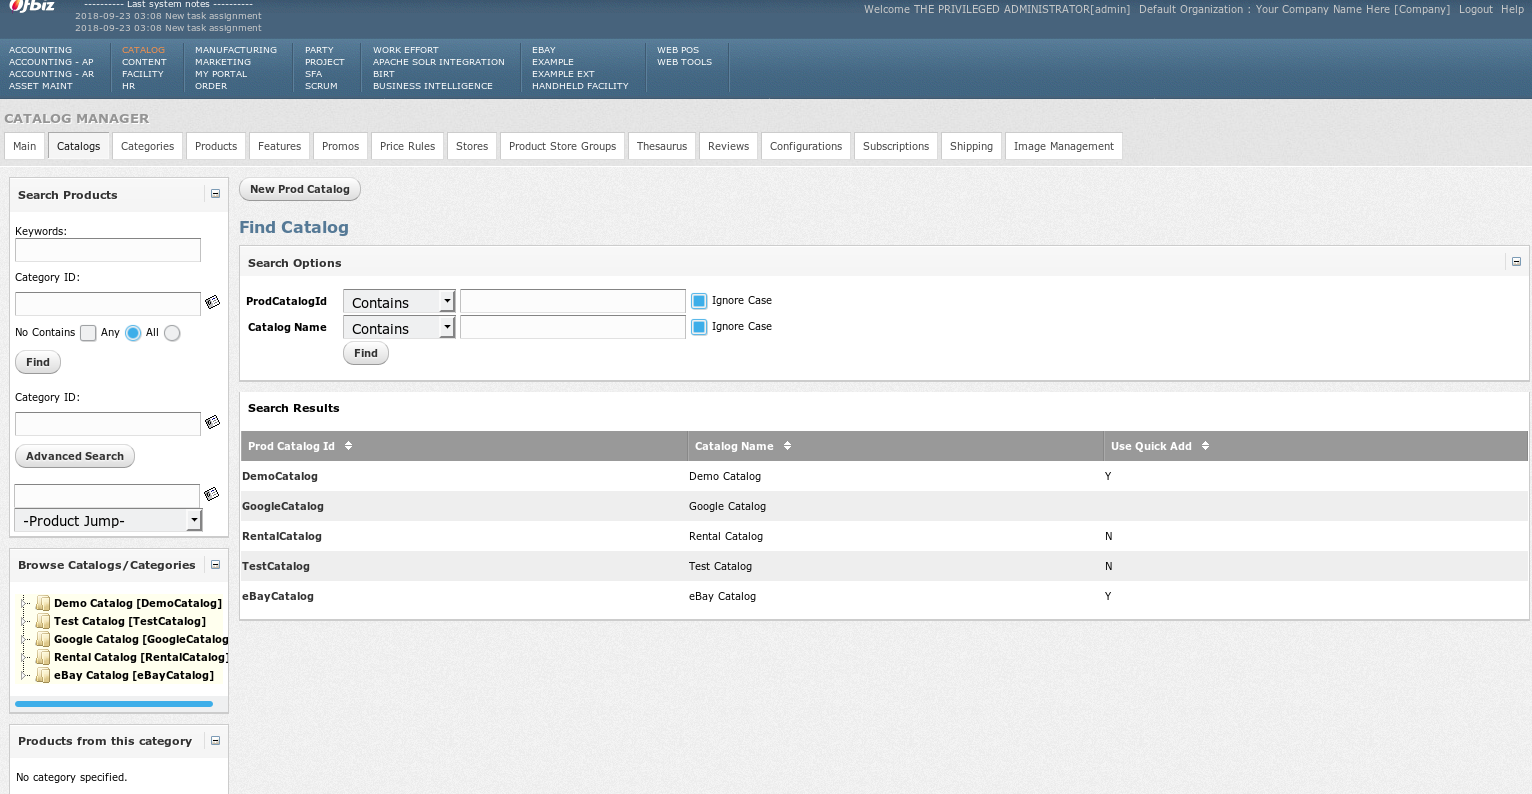 Ofbiz
---------- Last system notes ----------
2018-09-23 03:08 New task assignment
2018-09-23 03:08 New task assignment
Welcome THE PRIVILEGED ADMINISTRATOR[admin] Default Organization : Your Company Name Here [Company] Logout Help
ACCOUNTING
ACCOUNTING - AP
ACCOUNTING - AR
ASSET MAINT
CATALOG
CONTENT
FACILITY
HR
MANUFACTURING
MARKETING
MY PORTAL
ORDER
PARTY
PROJECT
SFA
SCRUM
WORK EFFORT
APACHE SOLR INTEGRATION
BIRT
BUSINESS INTELLIGENCE
EBAY
EXAMPLE
EXAMPLE EXT
HANDHELD FACILITY
WEB POS
WEB TOOLS
CATALOG MANAGER
Main Catalogs Categories Products Features Promos Price Rules Stores Product Store Groups Thesaurus Reviews Configurations Subscriptions Shipping Image Management
Search Products
Keywords:
Category ID:
No Contains Any All
Find
Category ID:
Advanced Search
-Product Jump-
Browse Catalogs/Categories
Demo Catalog [DemoCatalog]
Test Catalog [TestCatalog]
Google Catalog [GoogleCatalog
Rental Catalog [RentalCatalog]
eBay Catalog [eBayCatalog]
Products from this category
No category specified.
New Prod Catalog
Find Catalog
Search Options
ProdCatalogId Contains Ignore Case
Catalog Name Contains Ignore Case
Find
Search Results
Prod Catalog Id Catalog Name Use Quick Add
DemoCatalog Demo Catalog Y
GoogleCatalog Google Catalog
RentalCatalog Rental Catalog N
TestCatalog Test Catalog N
eBayCatalog eBay Catalog Y